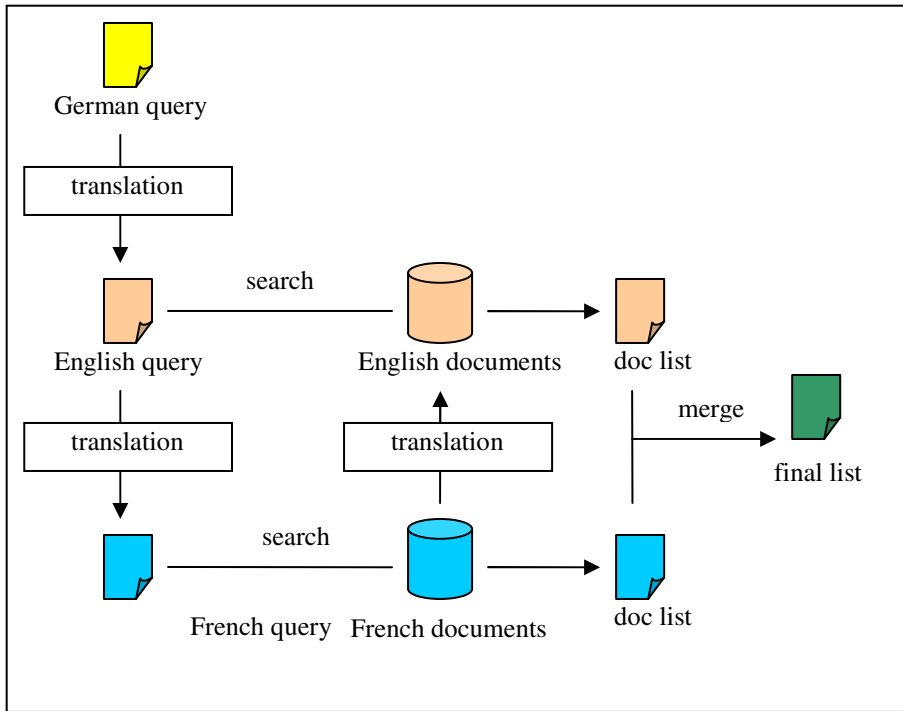 German query
translation
search
English query
English documents
doc list
merge
translation
translation
final list
search
French query
French documents
doc list